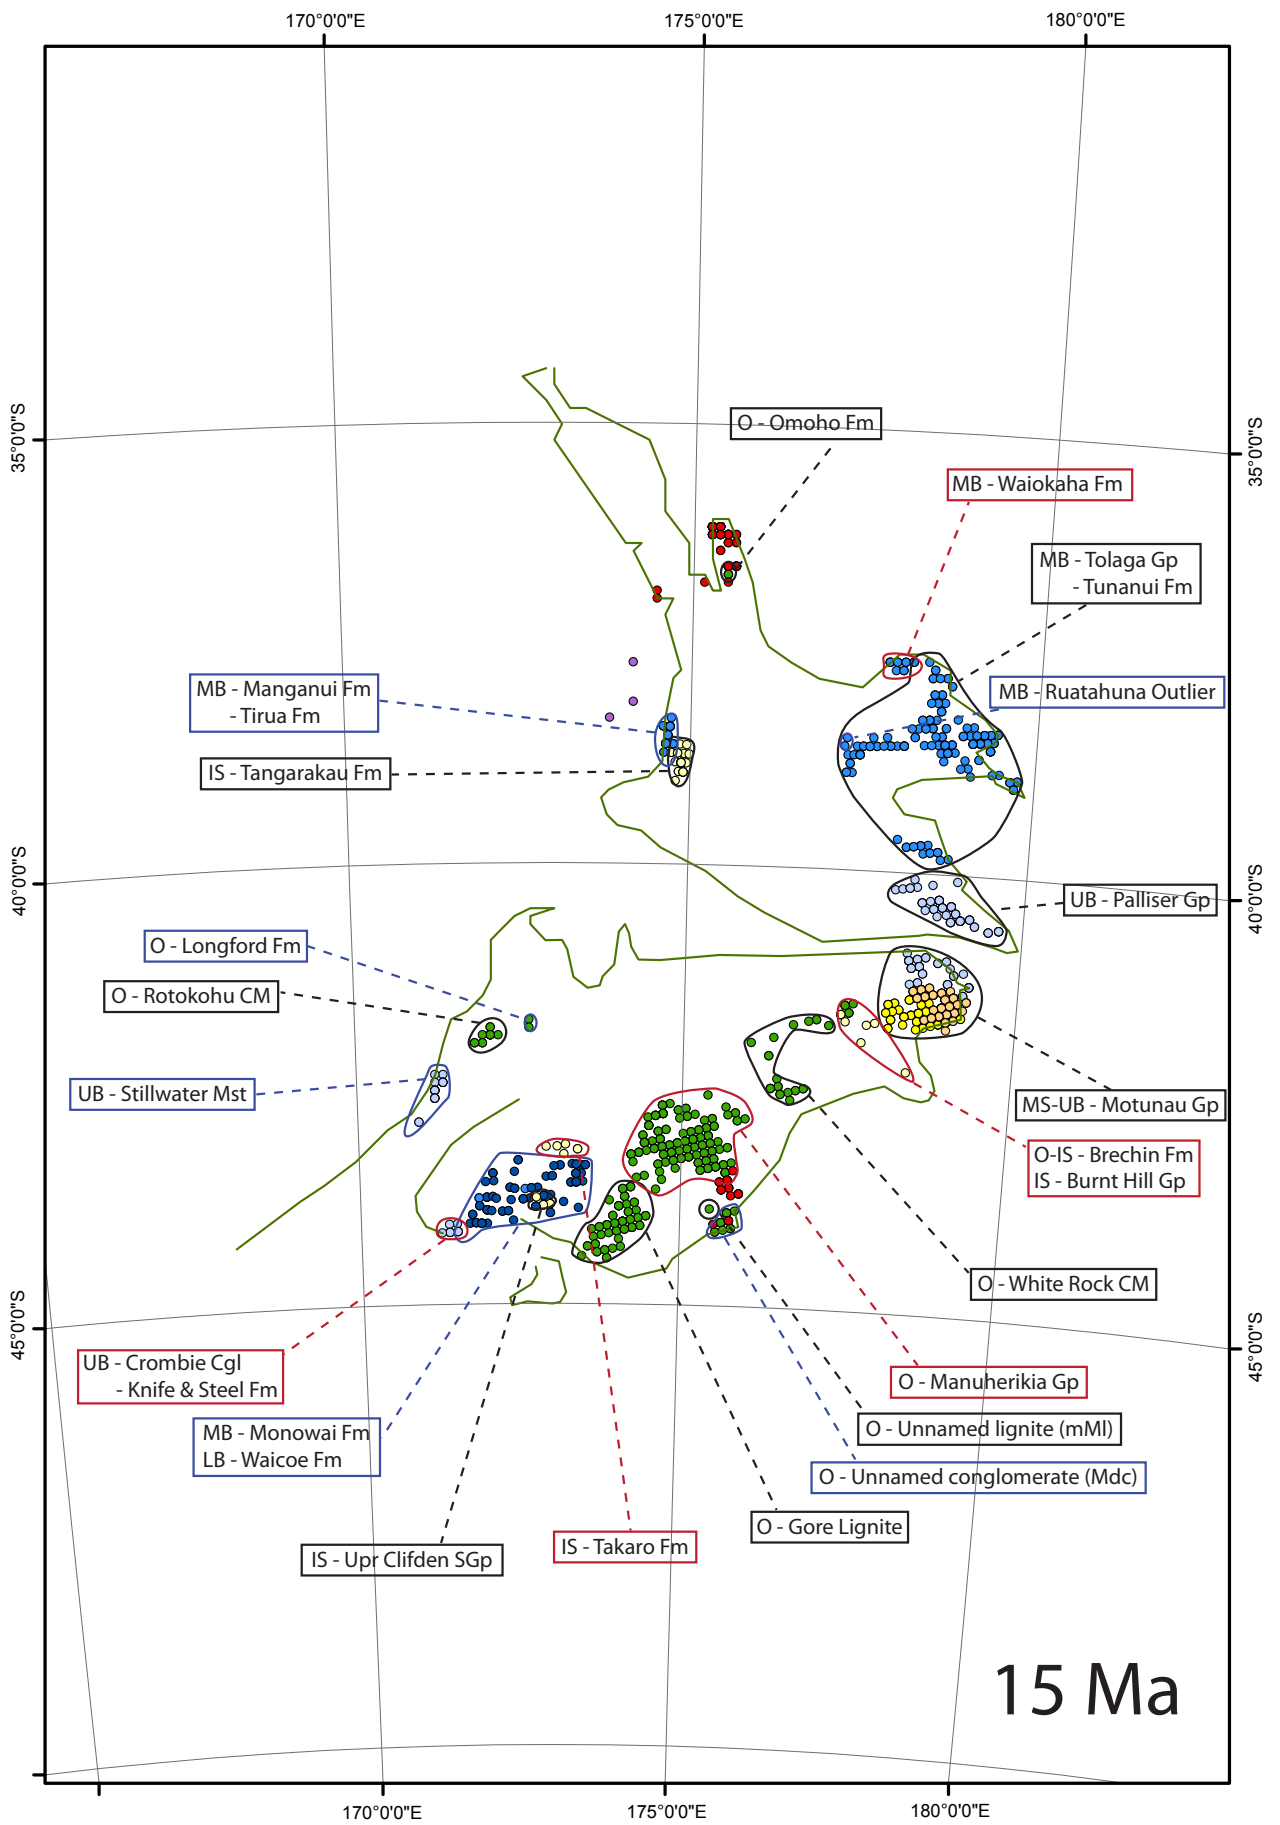 170°0'0"E
175°0'0"E
180°0'0"E
35°0'0"S
35°0'0"S
O - Omoho Fm
MB - Waiokaha Fm
MB - Tolaga Gp
- Tunanui Fm
MB - Manganui Fm
- Tirua Fm
MB - Ruatahuna Outlier
IS - Tangarakau Fm
40°0'0"S
40°0'0"S
UB - Palliser Gp
O - Longford Fm
O - Rotokohu CM
UB - Stillwater Mst
MS-UB - Motunau Gp
O-IS - Brechin Fm
IS - Burnt Hill Gp
O - White Rock CM
45°0'0"S
45°0'0"S
UB - Crombie Cgl
- Knife & Steel Fm
O - Manuherikia Gp
MB - Monowai Fm
LB - Waicoe Fm
O - Unnamed lignite (mMl)
O - Unnamed conglomerate (Mdc)
O - Gore Lignite
IS - Takaro Fm
IS - Upr Clifden SGp
15 Ma
170°0'0"E
175°0'0"E
180°0'0"E